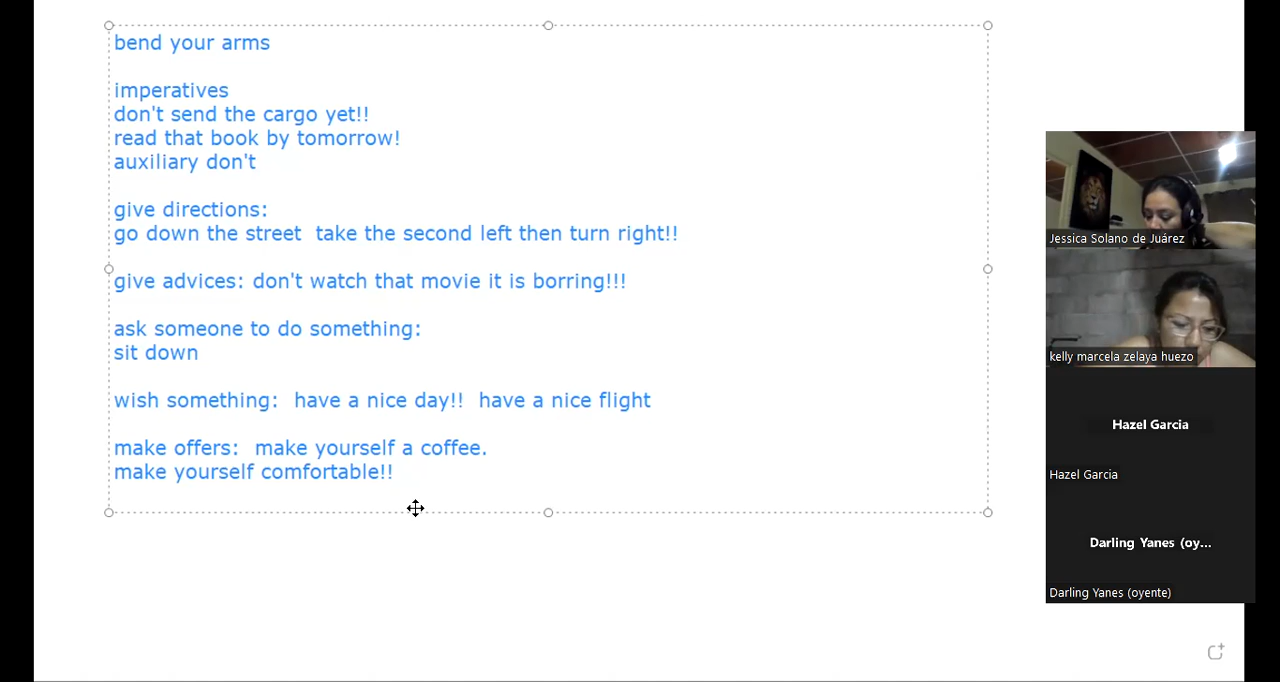 bend your arms
imperatives
don't send the cargo yet!!
read that book by tomorrow!
auxiliary don't
give directions:
go down the street  take the second left then turn right!!
give advices: don't watch that movie it is borring!!!
ask someone to do something:
sit down
wish something:  have a nice day!!  have a nice flight
make offers:  make yourself a coffee.
make yourself comfortable!!
Jessica Solano de Juárez
kelly marcela zelaya huezo
Hazel Garcia
Hazel Garcia
Darling Yanes (oy...
Darling Yanes (oyente)